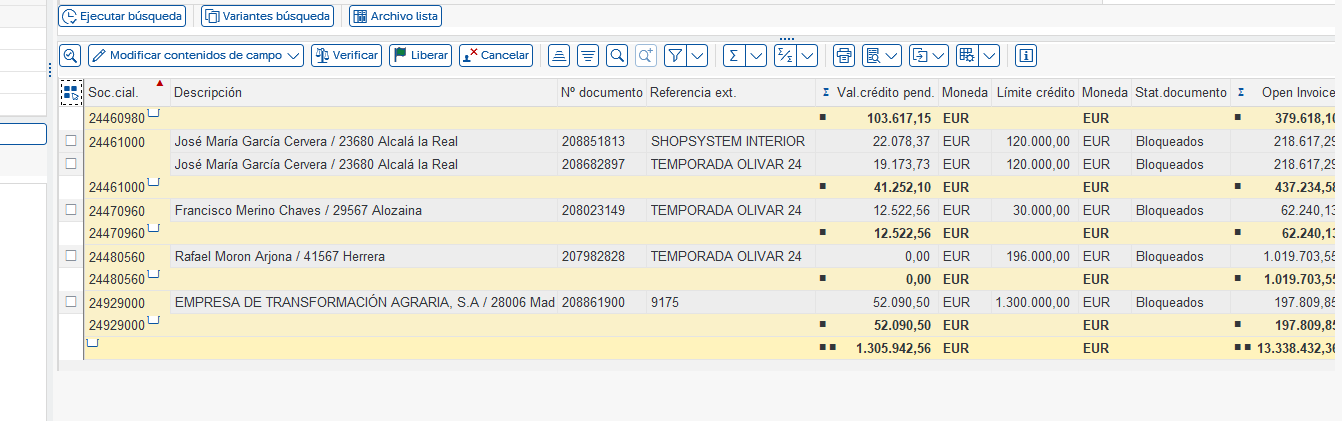 Ejecutar búsqueda Variantes búsqueda Archivo lista
Modificar contenidos de campo Verificar Liberar Cancelar
Soc.cial. Descripción Nº documento Referencia ext. Σ Val.crédito pend. Moneda Límite crédito Moneda Stat.documento Σ Open Invoice
24460980 103.617,15 EUR EUR 379.618,10
24461000 José María García Cervera / 23680 Alcalá la Real 208851813 SHOPSYSTEM INTERIOR 22.078,37 EUR 120.000,00 EUR Bloqueados 218.617,29
José María García Cervera / 23680 Alcalá la Real 208682897 TEMPORADA OLIVAR 24 19.173,73 EUR 120.000,00 EUR Bloqueados 218.617,29
24461000 41.252,10 EUR EUR 437.234,58
24470960 Francisco Merino Chaves / 29567 Alozaina 208023149 TEMPORADA OLIVAR 24 12.522,56 EUR 30.000,00 EUR Bloqueados 62.240,13
24470960 12.522,56 EUR EUR 62.240,13
24480560 Rafael Moron Arjona / 41567 Herrera 207982828 TEMPORADA OLIVAR 24 0,00 EUR 196.000,00 EUR Bloqueados 1.019.703,55
24480560 0,00 EUR EUR 1.019.703,55
24929000 EMPRESA DE TRANSFORMACIÓN AGRARIA, S.A / 28006 Mad 208861900 9175 52.090,50 EUR 1.300.000,00 EUR Bloqueados 197.809,85
24929000 52.090,50 EUR EUR 197.809,85
1.305.942,56 EUR EUR 13.338.432,36